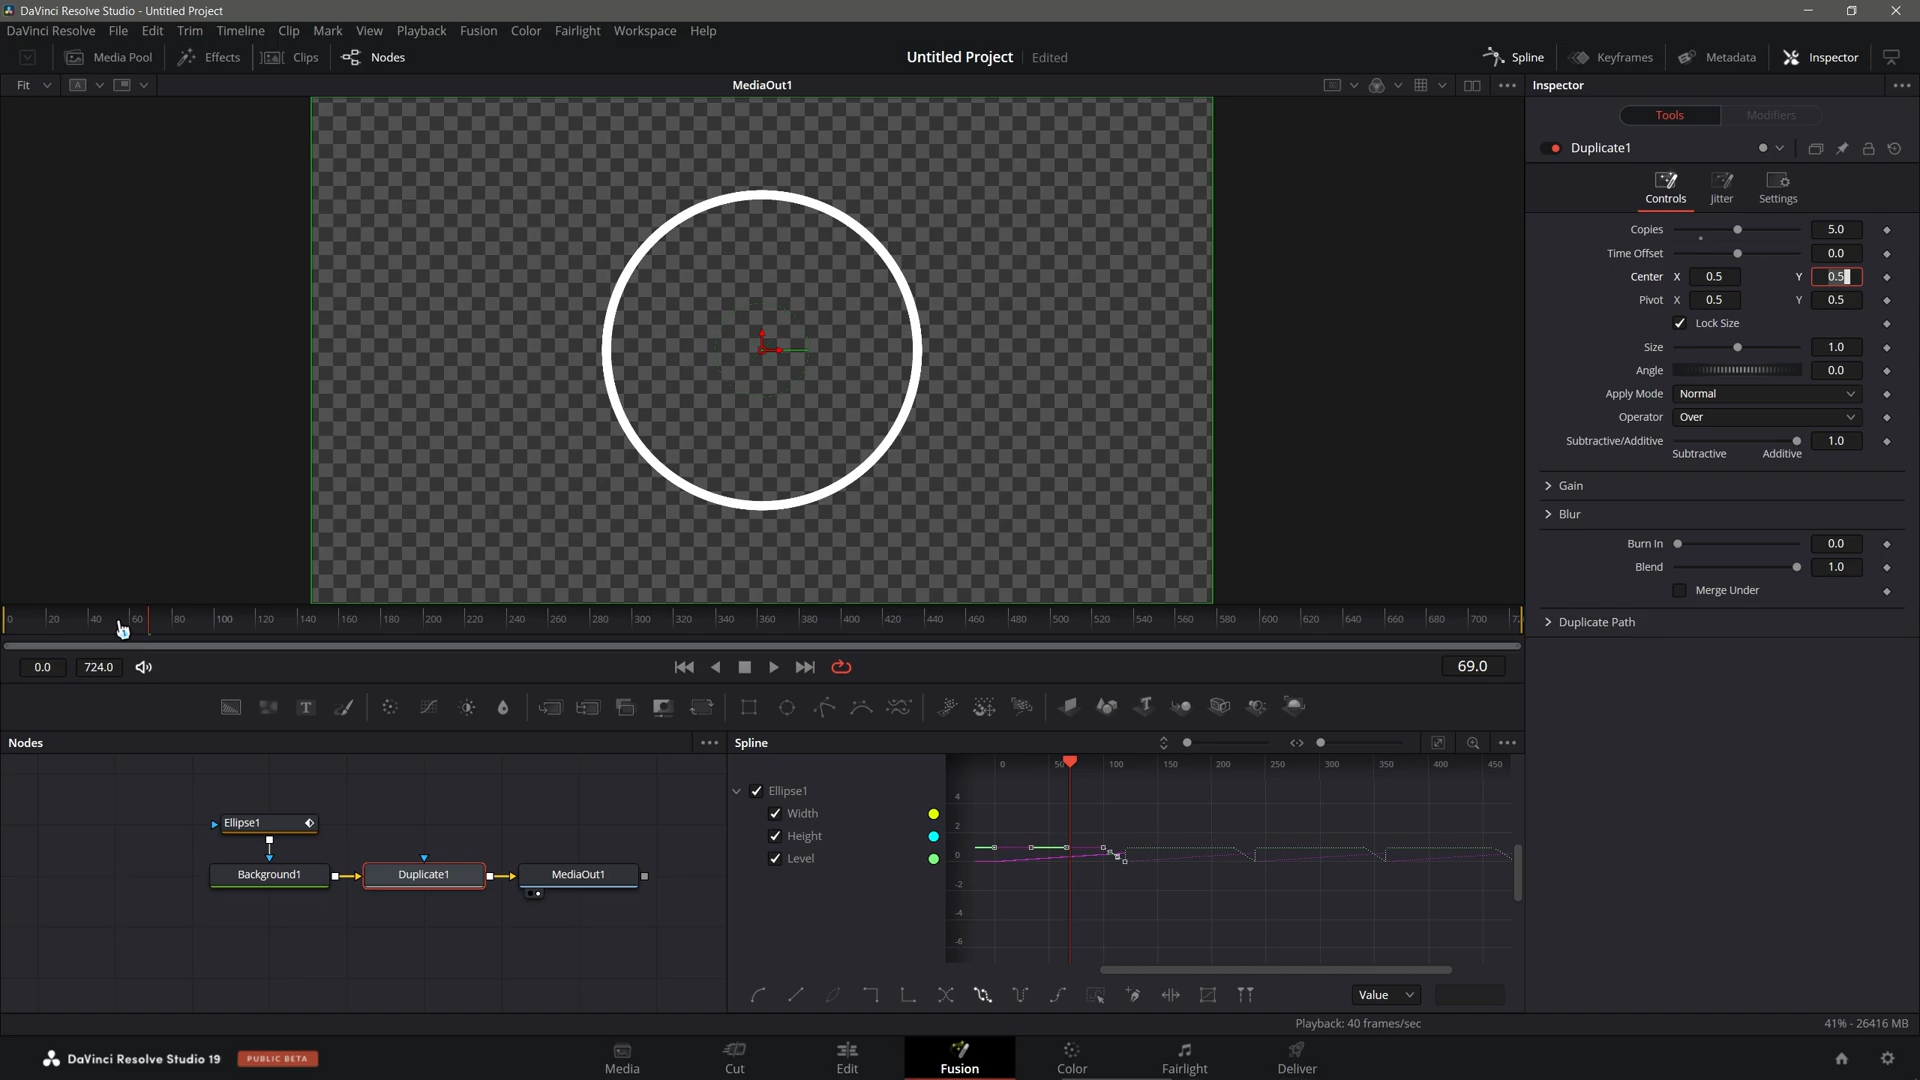 DaVinci Resolve Studio - Untitled Project
DaVinci Resolve File Edit Trim Timeline Clip Mark View Playback Fusion Color Fairlight Workspace Help
Media Pool Effects Clips Nodes Untitled Project Edited Spline Keyframes Metadata Inspector
Fit A MediaOut1 Inspector
Tools Modifiers
Duplicate1
Controls Jitter Settings
Copies 5.0
Time Offset 0.0
Center X 0.5 Y 0.5
Pivot X 0.5 Y 0.5
Lock Size
Size 1.0
Angle 0.0
Apply Mode Normal
Operator Over
Subtractive/Additive 1.0
Subtractive Additive
Gain
Blur
Burn In 0.0
Blend 1.0
Merge Under
Duplicate Path
0 20 40 60 80 100 120 140 160 180 200 220 240 260 280 300 320 340 360 380 400 420 440 460 480 500 520 540 560 580 600 620 640 660 680 700
0.0 724.0 69.0
Nodes Spline
Ellipse1
Background1 Duplicate1 MediaOut1
Ellipse1
Width
Height
Level
0 50 100 150 200 250 300 350 400 450
4
2
0
-2
-4
-6
Value
Playback: 40 frames/sec 41% - 26416 MB
DaVinci Resolve Studio 19 PUBLIC BETA
Media Cut Edit Fusion Color Fairlight Deliver